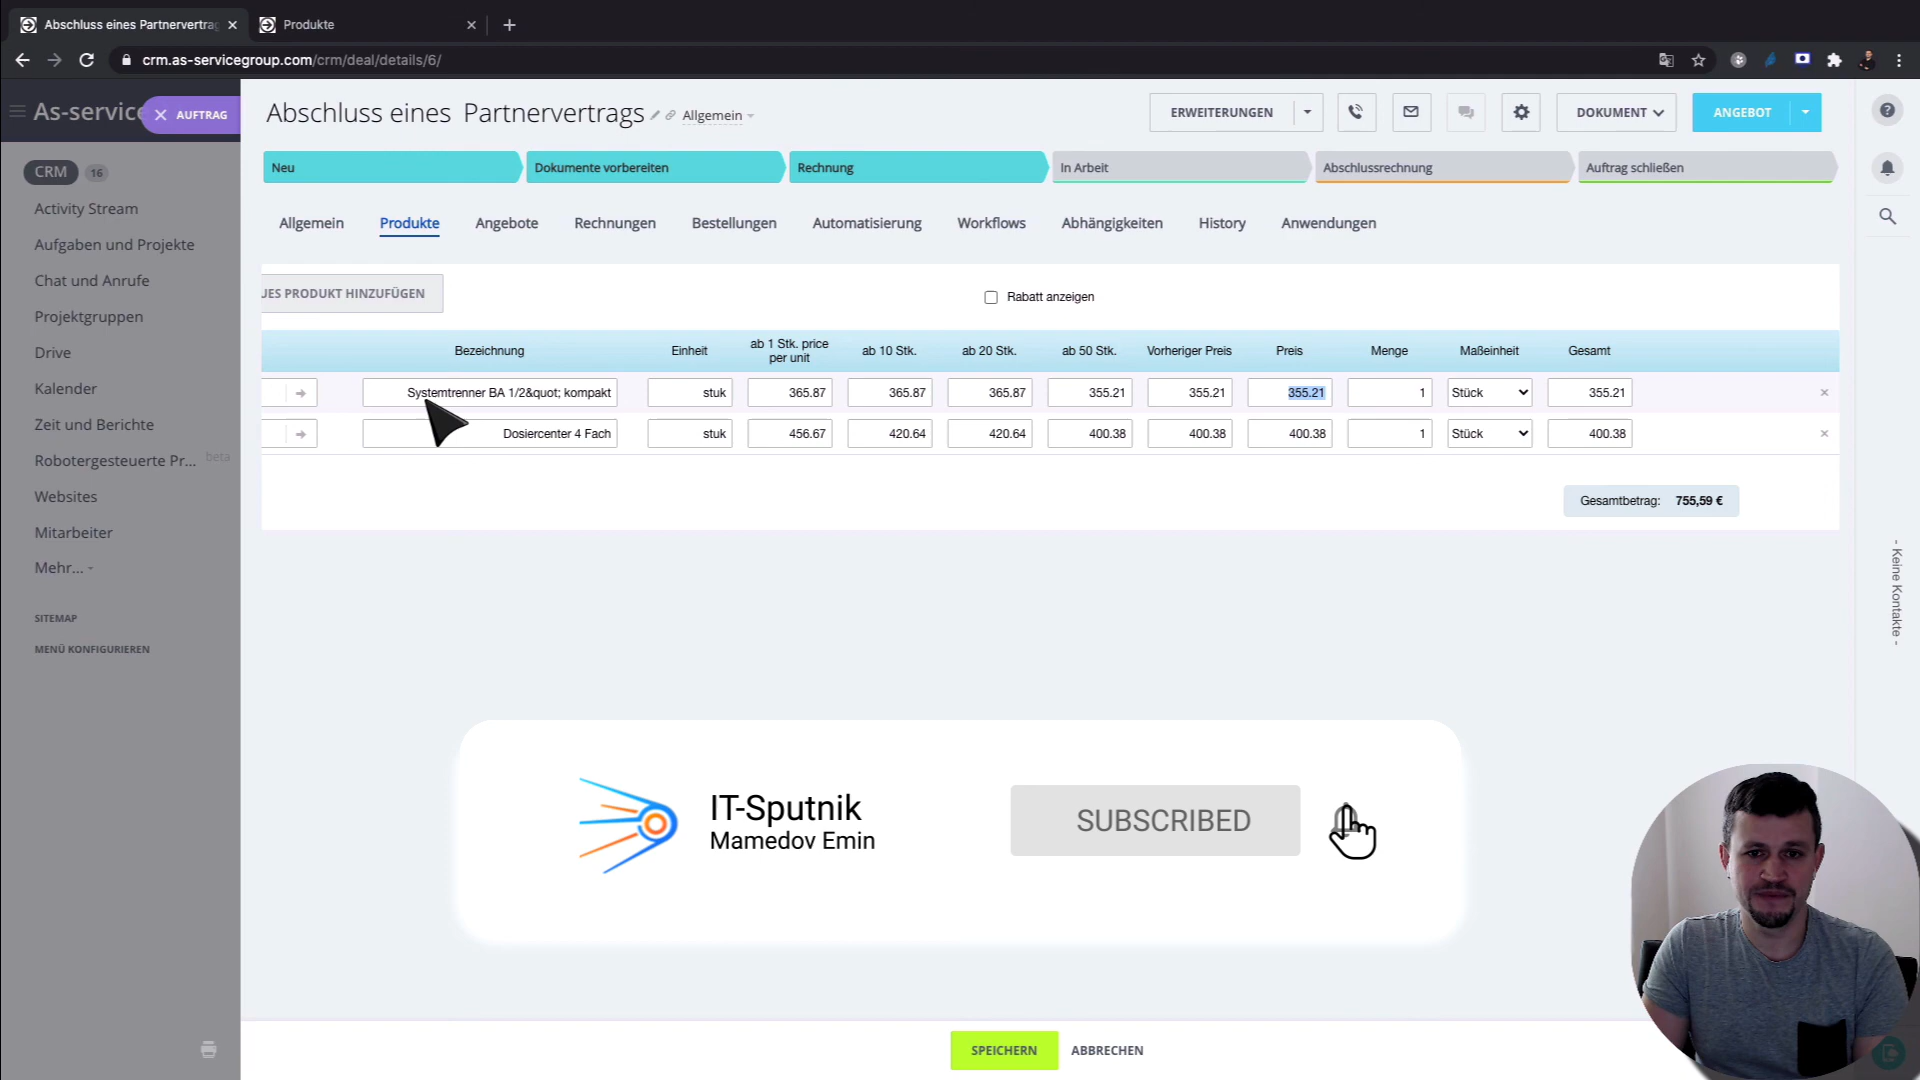 Abschluss eines Partnervertra
Produkte
crm.as-servicegroup.com/crm/deal/details/6/
As-service
AUFTRAG
Abschluss eines Partnervertrags
Allgemein
ERWEITERUNGEN
DOKUMENT
ANGEBOT
CRM
16
Activity Stream
Aufgaben und Projekte
Chat und Anrufe
Projektgruppen
Drive
Kalender
Zeit und Berichte
Robotergesteuerte Pr... beta
Websites
Mitarbeiter
Mehr...
SITEMAP
MENÜ KONFIGURIEREN
Neu
Dokumente vorbereiten
Rechnung
In Arbeit
Abschlussrechnung
Auftrag schließen
Allgemein
Produkte
Angebote
Rechnungen
Bestellungen
Automatisierung
Workflows
Abhängigkeiten
History
Anwendungen
UES PRODUKT HINZUFÜGEN
Rabatt anzeigen
Bezeichnung Einheit ab 1 Stk. price per unit ab 10 Stk. ab 20 Stk. ab 50 Stk. Vorheriger Preis Preis Menge Maßeinheit Gesamt
Systemtrenner BA 1/2&quot; kompakt stuk 365.87 365.87 365.87 355.21 355.21 355.21 1 Stück 355.21
Dosiercenter 4 Fach stuk 456.67 420.64 420.64 400.38 400.38 400.38 1 Stück 400.38
Gesamtbetrag: 755,59 €
- Keine Kontakte -
IT-Sputnik
Mamedov Emin
SUBSCRIBED
SPEICHERN
ABBRECHEN